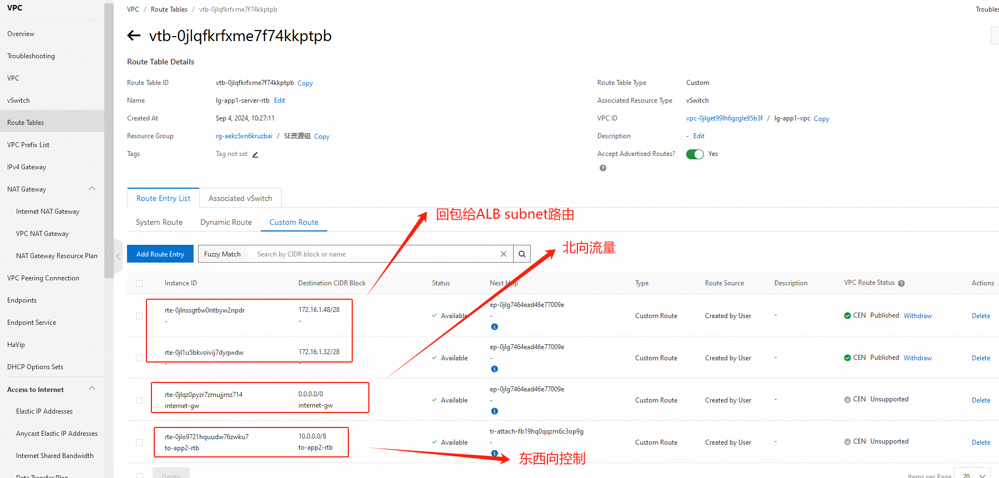 VPC
Overview
Troubleshooting
VPC
vSwitch
Route Tables
VPC Prefix List
IPv4 Gateway
NAT Gateway
Internet NAT Gateway
VPC NAT Gateway
NAT Gateway Resource Plan
VPC Peering Connection
Endpoints
Endpoint Service
HaVip
DHCP Options Sets
Access to Internet
Elastic IP Addresses
Anycast Elastic IP Addresses
Internet Shared Bandwidth
Data Transfer Plan
VPC / Route Tables / vtb-0jlqfkrfxme7f74kkptpb
Troubles
vtb-0jlqfkrfxme7f74kkptpb
Route Table Details
Route Table ID vtb-0jlqfkrfxme7f74kkptpb Copy
Route Table Type Custom
Name lg-app1-server-rtb Edit
Associated Resource Type vSwitch
Created At Sep 4, 2024, 10:27:11
VPC ID vpc-0jlget99lh6gzgle95b3f / lg-app1-vpc Copy
Resource Group rg-aekz5xn6kruzbai / SE资源组 Copy
Description - Edit
Tags Tag not set
Accept Advertised Routes? Yes
Route Entry List Associated vSwitch
回包给ALB subnet路由
System Route Dynamic Route Custom Route
北向流量
Add Route Entry Fuzzy Match Search by CIDR block or name
Instance ID Destination CIDR Block Status Next Hop Type Route Source Description VPC Route Status Actions
rte-0jlnssgt6w0ntbyw2npdr 172.16.1.48/28 ep-0jlg7464ead46e77009e
- - Available - Custom Route Created by User - CEN Published Withdraw Delete
rte-0jl1u5bkvoivij7dyqwdw 172.16.1.32/28 ep-0jlg7464ead46e77009e
- - Available - Custom Route Created by User - CEN Published Withdraw Delete
rte-0jlqz0pyzr7zmujjmz714 0.0.0.0/0 ep-0jlg7464ead46e77009e
internet-gw internet-gw Available - Custom Route Created by User - CEN Unsupported Delete
rte-0jlo9721hquudw76zwku7 10.0.0.0/8 tr-attach-fb19hq0qqzm6c3op9g
to-app2-rtb to-app2-rtb Available - Custom Route Created by User - CEN Unsupported Delete
东西向控制
Delete Items per Page 20